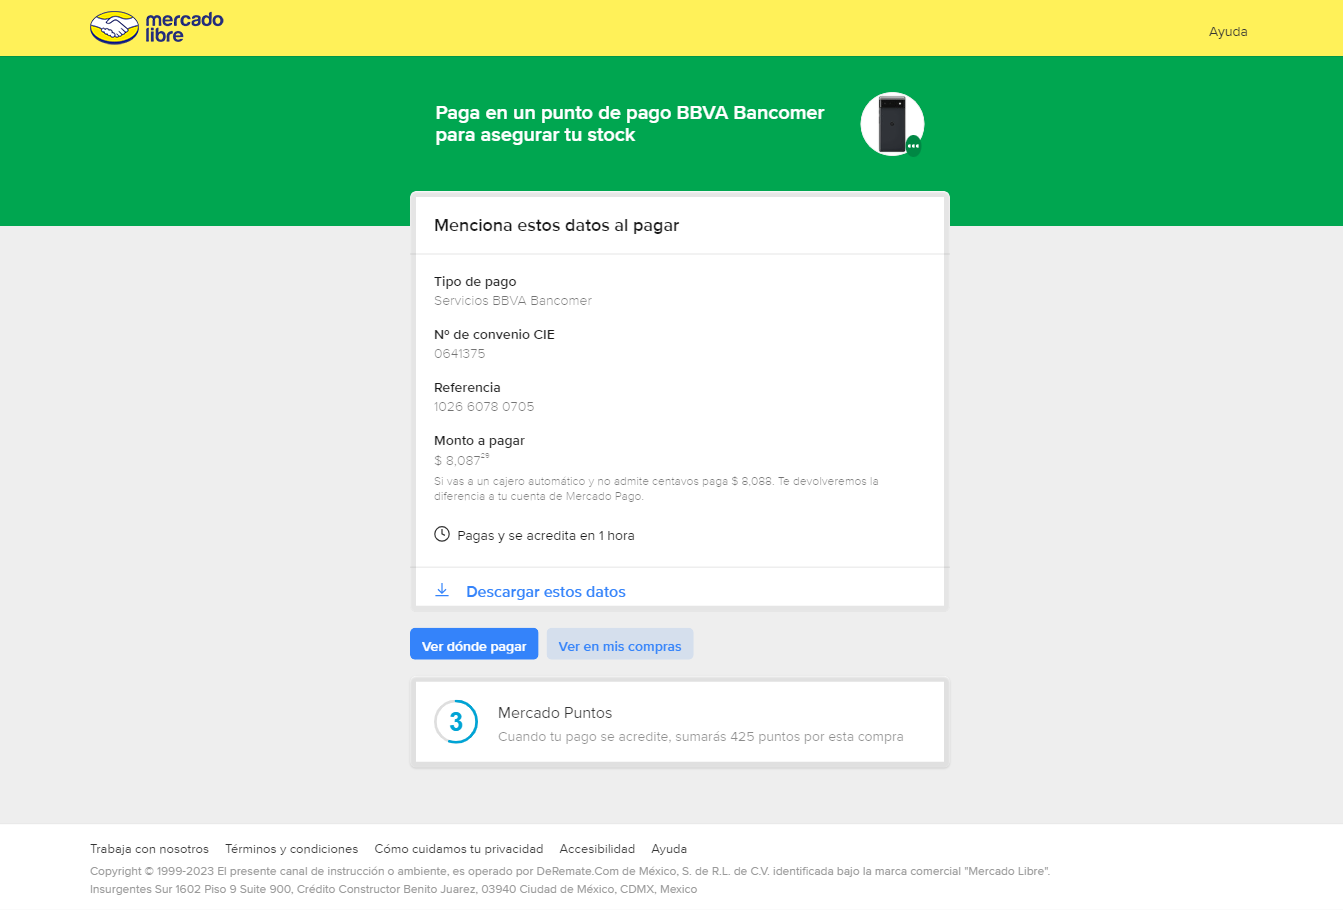 mercado
libre
Ayuda
Paga en un punto de pago BBVA Bancomer
para asegurar tu stock
Menciona estos datos al pagar
Tipo de pago
Servicios BBVA Bancomer
Nº de convenio CIE
0641375
Referencia
1026 6078 0705
Monto a pagar
$ 8,087²⁹
Si vas a un cajero automático y no admite centavos paga $ 8,088. Te devolveremos la
diferencia a tu cuenta de Mercado Pago.
Pagas y se acredita en 1 hora
Descargar estos datos
Ver dónde pagar
Ver en mis compras
3
Mercado Puntos
Cuando tu pago se acredite, sumarás 425 puntos por esta compra
Trabaja con nosotros Términos y condiciones Cómo cuidamos tu privacidad Accesibilidad Ayuda
Copyright © 1999-2023 El presente canal de instrucción o ambiente, es operado por DeRemate.Com de México, S. de R.L. de C.V. identificada bajo la marca comercial "Mercado Libre".
Insurgentes Sur 1602 Piso 9 Suite 900, Crédito Constructor Benito Juarez, 03940 Ciudad de México, CDMX, Mexico